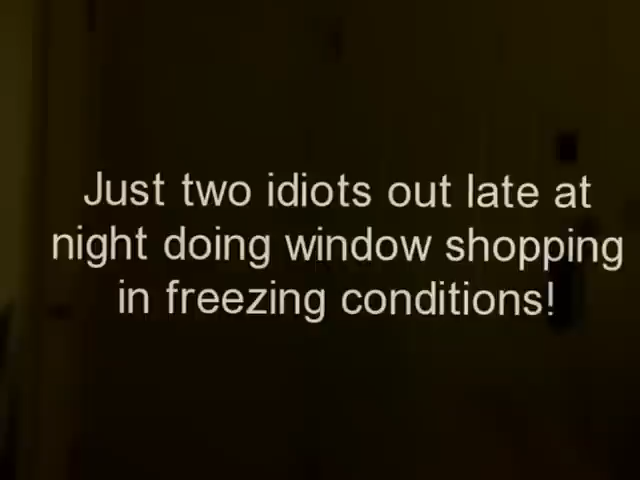 Just two idiots out late at
night doing window shopping
in freezing conditions!